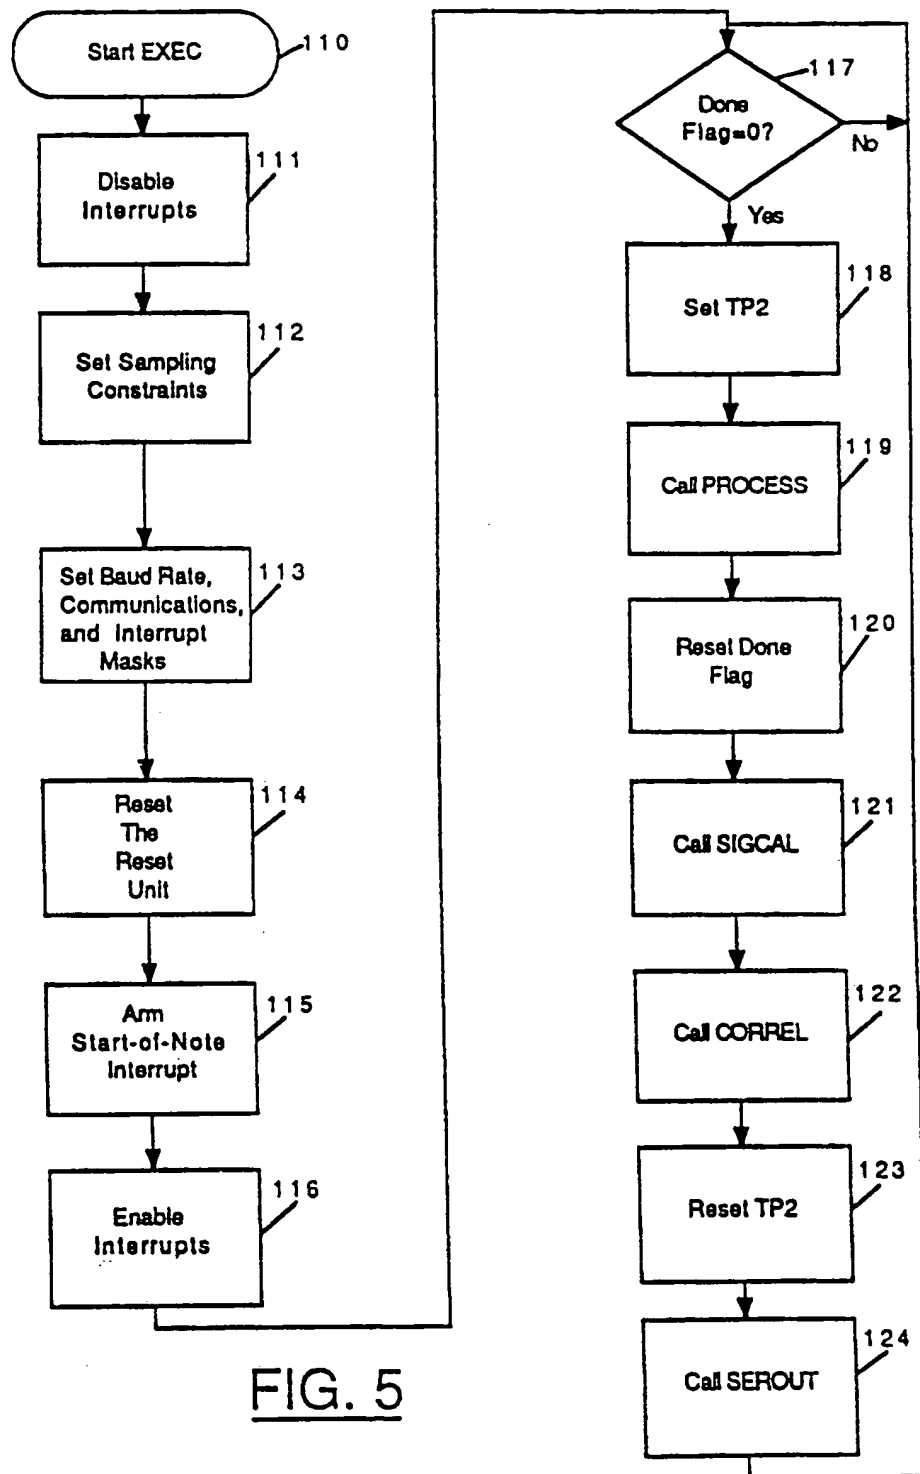 Start EXEC
110
Disable
Interrupts
111
Set Sampling
Constraints
112
Set Baud Rate,
Communications,
and Interrupt
Masks
113
Reset
The
Reset
Unit
114
Arm
Start-of-Note
Interrupt
115
Enable
Interrupts
116
FIG. 5
Done
Flag=0?
117
No
Yes
Set TP2
118
Call PROCESS
119
Reset Done
Flag
120
Call SIGCAL
121
Call CORREL
122
Reset TP2
123
Call SEROUT
124